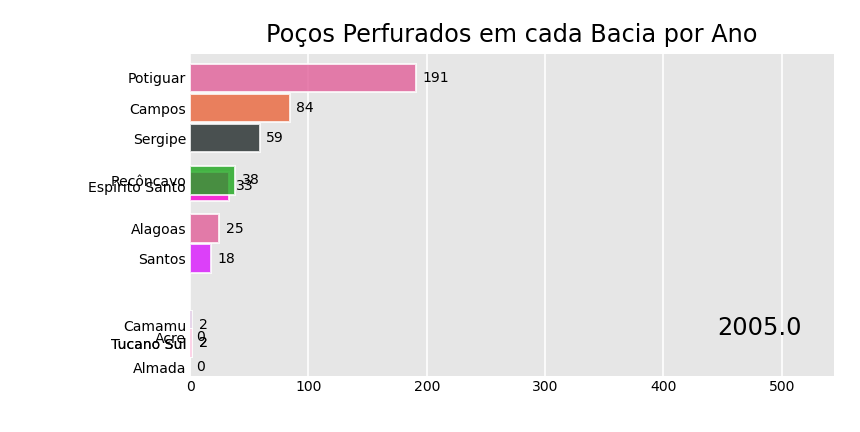 Poços Perfurados em cada Bacia por Ano
Potiguar 191
Campos 84
Sergipe 59
Recôncavo 38
Espírito Santo 33
Alagoas 25
Santos 18
Camamu 2
2005.0
Acre 0
Tucano Sul 2
Almada 0
0 100 200 300 400 500